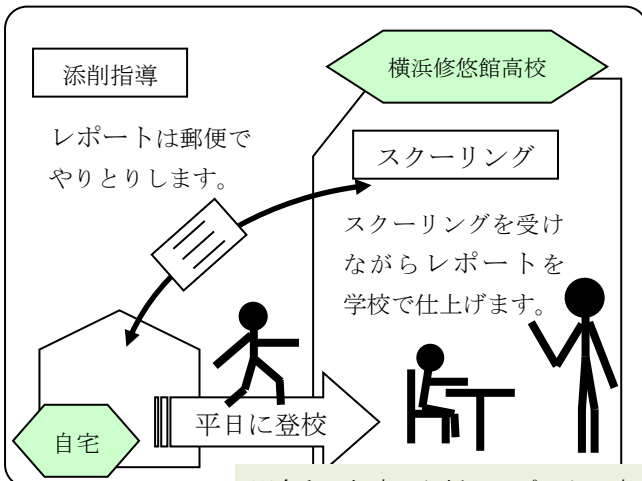 添削指導
横浜修悠館高校
レポートは郵便で
やりとりします。
スクーリング
スクーリングを受け
ながらレポートを
学校で仕上げます。
平日に登校
自宅